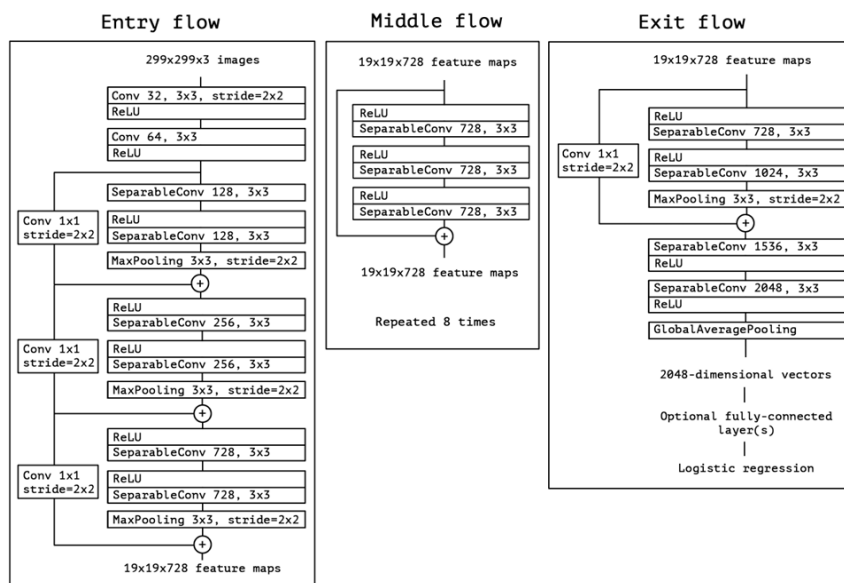 Entry flow
299x299x3 images
Conv 32, 3x3, stride=2x2
ReLU
Conv 64, 3x3
ReLU
SeparableConv 128, 3x3
Conv 1x1
stride=2x2
ReLU
SeparableConv 128, 3x3
MaxPooling 3x3, stride=2x2
+
ReLU
SeparableConv 256, 3x3
Conv 1x1
stride=2x2
ReLU
SeparableConv 256, 3x3
MaxPooling 3x3, stride=2x2
+
ReLU
SeparableConv 728, 3x3
Conv 1x1
stride=2x2
ReLU
SeparableConv 728, 3x3
MaxPooling 3x3, stride=2x2
+
19x19x728 feature maps
Middle flow
19x19x728 feature maps
ReLU
SeparableConv 728, 3x3
ReLU
SeparableConv 728, 3x3
ReLU
SeparableConv 728, 3x3
+
19x19x728 feature maps
Repeated 8 times
Exit flow
19x19x728 feature maps
ReLU
SeparableConv 728, 3x3
Conv 1x1
stride=2x2
ReLU
SeparableConv 1024, 3x3
MaxPooling 3x3, stride=2x2
+
SeparableConv 1536, 3x3
ReLU
SeparableConv 2048, 3x3
ReLU
GlobalAveragePooling
2048-dimensional vectors
Optional fully-connected
layer(s)
Logistic regression